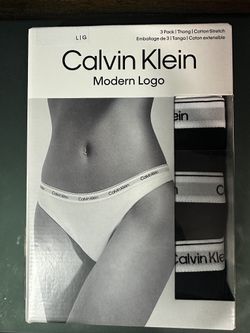 L | G
3 Pack | Thong | Cotton Stretch
Emballage de 3 | Tanga | Coton extensible
Calvin Klein
Modern Logo
Calvin Klein
Calvin Klein
Calvin Klein